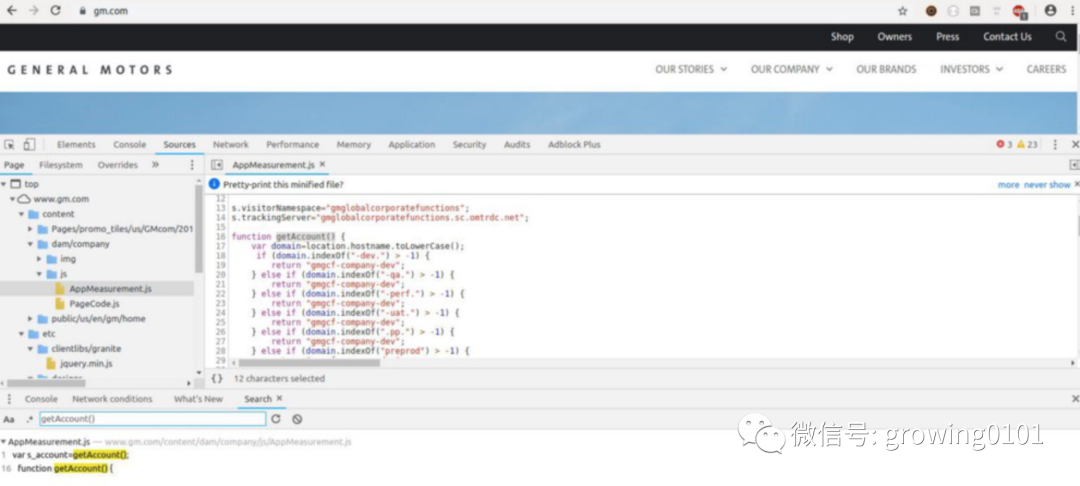 gm.com
Shop Owners Press Contact Us
GENERAL MOTORS
OUR STORIES OUR COMPANY OUR BRANDS INVESTORS CAREERS
Elements Console Sources Network Performance Memory Application Security Audits Adblock Plus 3 23
Page Filesystem Overrides » AppMeasurement.js ×
Pretty-print this minified file? more never show ×
top
www.gm.com
content
Pages/promo_tiles/us/GMcom/201
dam/company
img
js
AppMeasurement.js
PageCode.js
public/us/en/gm/home
etc
clientlibs/granite
jquery.min.js
12
13 s.visitorNamespace="gmglobalcorporatefunctions";
14 s.trackingServer="gmglobalcorporatefunctions.sc.omtrdc.net";
15
16 function getAccount() {
17 var domain=location.hostname.toLowerCase();
18 if (domain.indexOf("-dev.") > -1) {
19 return "gmgcf-company-dev";
20 } else if (domain.indexOf("-qa.") > -1) {
21 return "gmgcf-company-dev";
22 } else if (domain.indexOf("-perf.") > -1) {
23 return "gmgcf-company-dev";
24 } else if (domain.indexOf("-uat.") > -1) {
25 return "gmgcf-company-dev";
26 } else if (domain.indexOf(".pp.") > -1) {
27 return "gmgcf-company-dev";
28 } else if (domain.indexOf("preprod") > -1) {
29
{} 12 characters selected
Console Network conditions What's New Search ×
Aa .* getAccount()
AppMeasurement.js — www.gm.com/content/dam/company/js/AppMeasurement.js
1 var s_account=getAccount();
16 function getAccount() {
微信号: growing0101